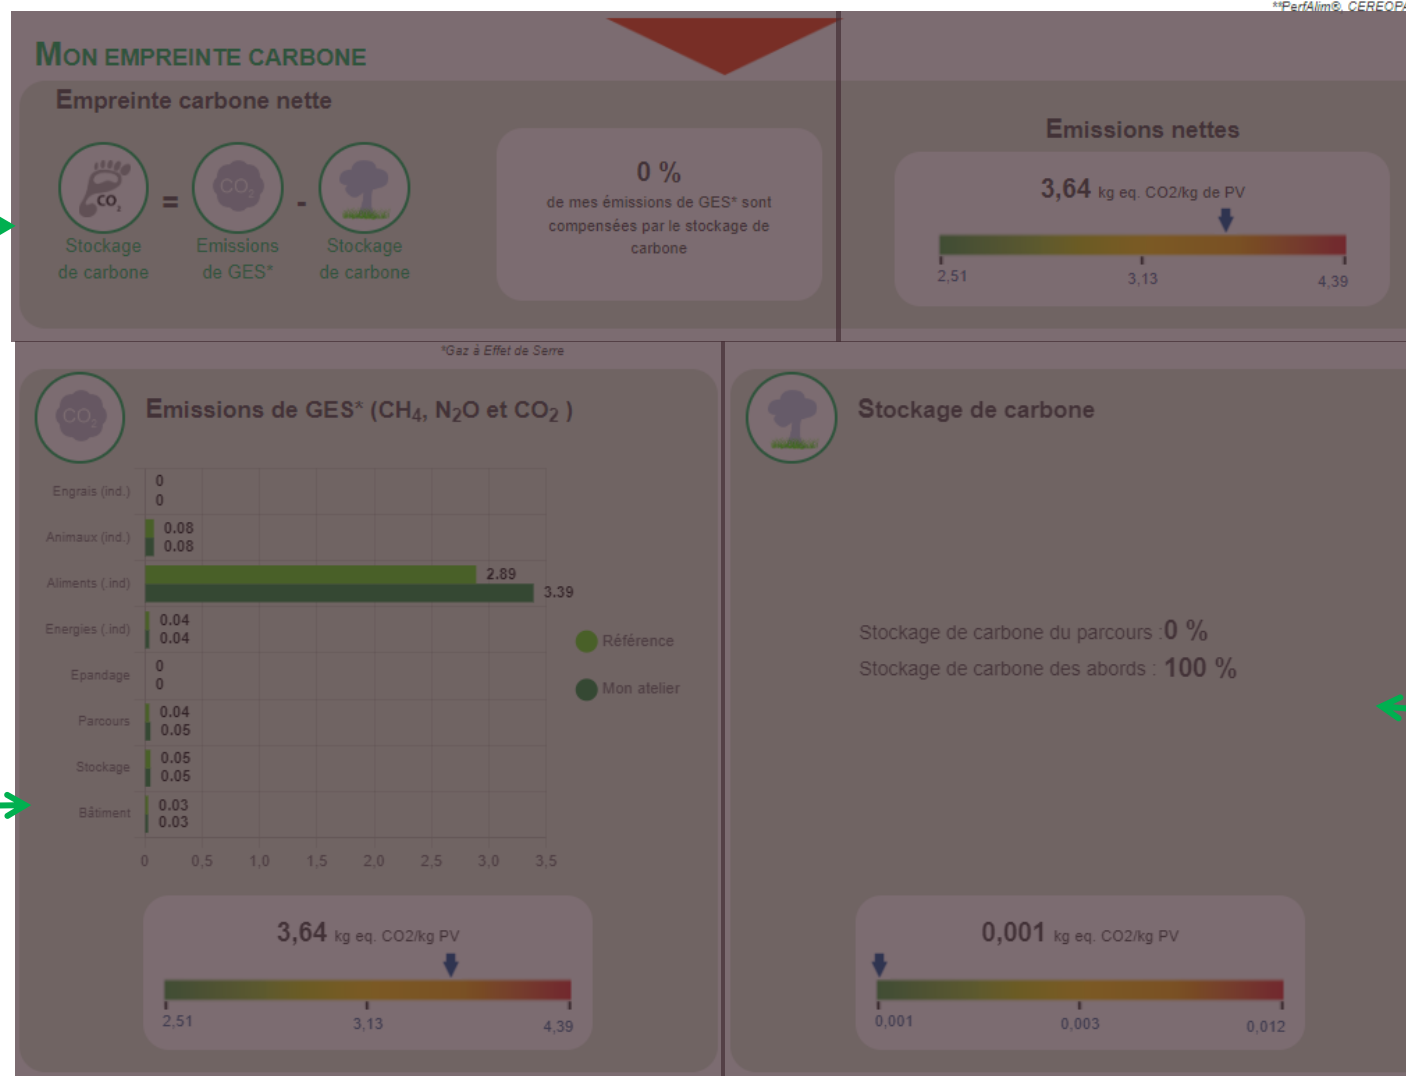 **PerfAlim®, CEREOPA
MON EMPREINTE CARBONE
Empreinte carbone nette
CO2
=
CO2
-
Stockage
de carbone
Emissions
de GES*
Stockage
de carbone
0 %
de mes émissions de GES* sont
compensées par le stockage de
carbone
Emissions nettes
3,64 kg eq. CO2/kg de PV
2,51
3,13
4,39
*Gaz à Effet de Serre
CO2
Emissions de GES* (CH4, N2O et CO2 )
Engrais (ind.)
0
0
Animaux (ind.)
0.08
0.08
Aliments (.ind)
2.89
3.39
Energies (.ind)
0.04
0.04
Epandage
0
0
Parcours
0.04
0.05
Stockage
0.05
0.05
Bâtiment
0.03
0.03
0 0,5 1,0 1,5 2,0 2,5 3,0 3,5
Référence
Mon atelier
3,64 kg eq. CO2/kg PV
2,51
3,13
4,39
Stockage de carbone
Stockage de carbone du parcours :0 %
Stockage de carbone des abords : 100 %
0,001 kg eq. CO2/kg PV
0,001
0,003
0,012